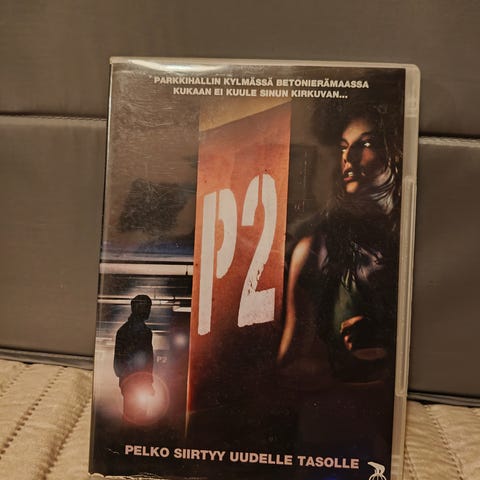 PARKKIHALLIN KYLMÄSSÄ BETONIERÄMAASSA
KUKAAN EI KUULE SINUN KIRKUVAN...
P2
P2
PELKO SIIRTYY UUDELLE TASOLLE